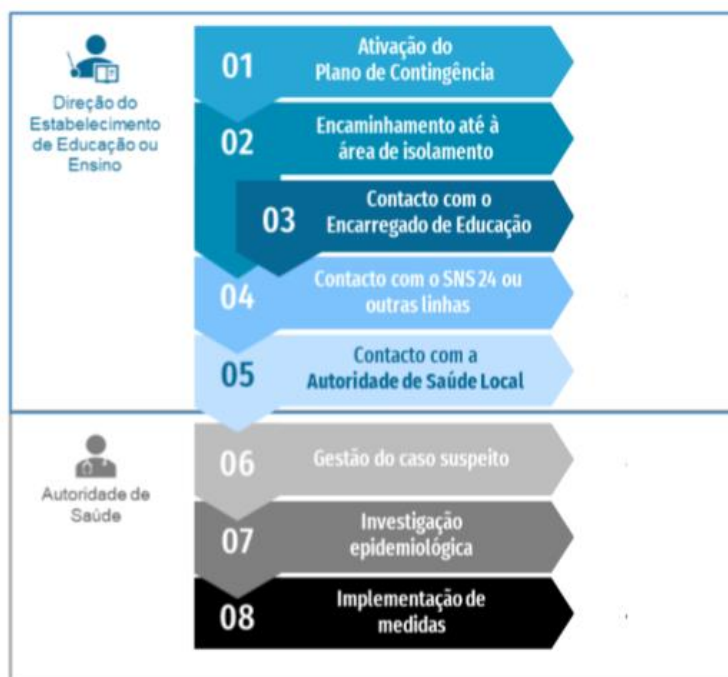 Direção do
Estabelecimento
de Educação ou
Ensino
01
Ativação do
Plano de Contingência
02
Encaminhamento até à
área de isolamento
03
Contacto com o
Encarregado de Educação
04
Contacto com o SNS 24 ou
outras linhas
05
Contacto com a
Autoridade de Saúde Local
Autoridade de
Saúde
06
Gestão do caso suspeito
07
Investigação
epidemiológica
08
Implementação de
medidas